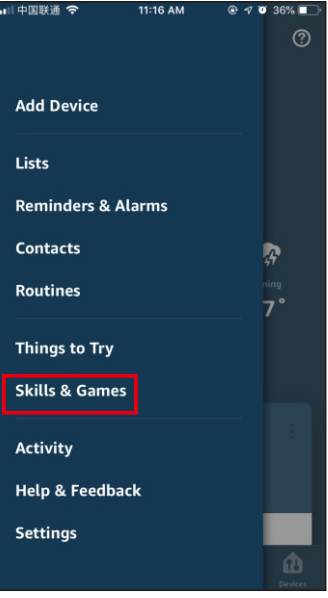 中国联通 11:16 AM 36%
Add Device
Lists
Reminders & Alarms
Contacts
Routines
ning
7°
Things to Try
Skills & Games
Activity
Help & Feedback
Settings
Devices